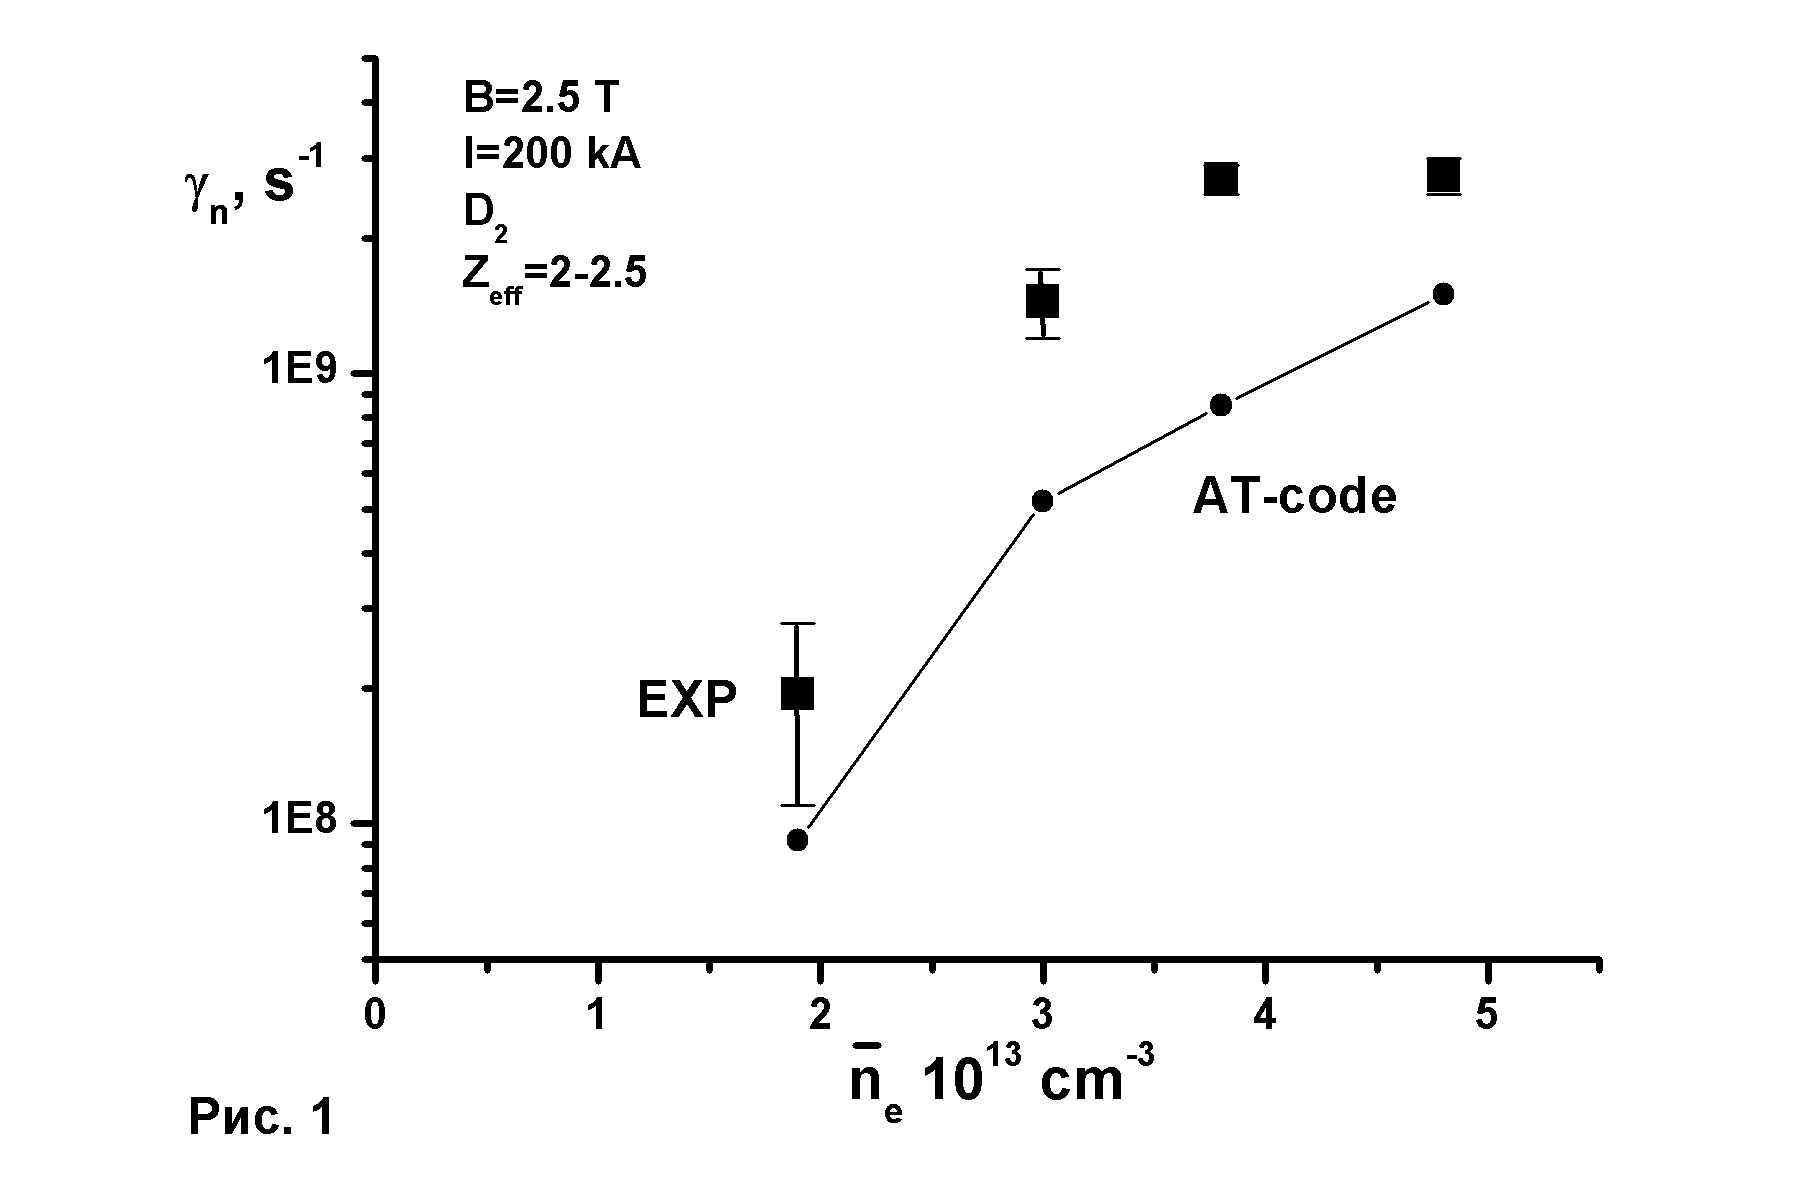 B=2.5 T
I=200 kA
γn, s-1
D2
Zeff=2-2.5
1E9
AT-code
EXP
1E8
0 1 2 3 4 5
n̄e 10^13 cm-3
Рис. 1